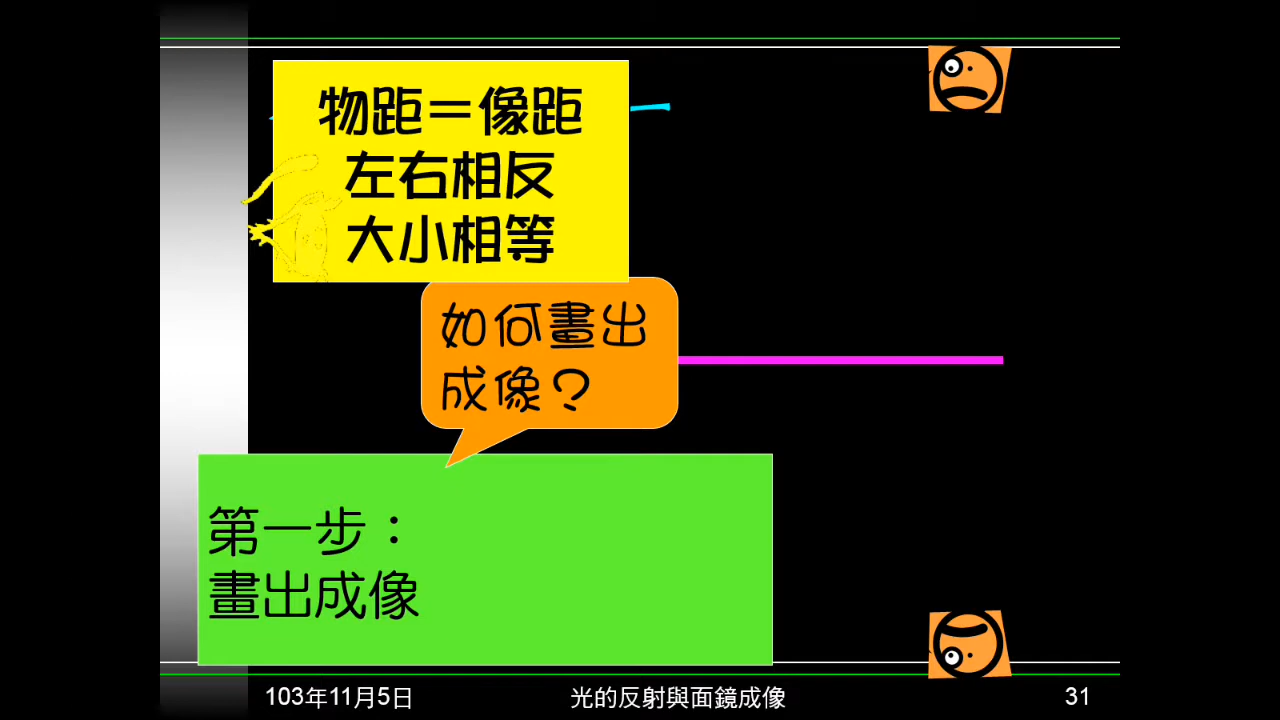 物距＝像距
左右相反
大小相等
如何畫出
成像？
第一步：
畫出成像
103年11月5日
光的反射與面鏡成像
31